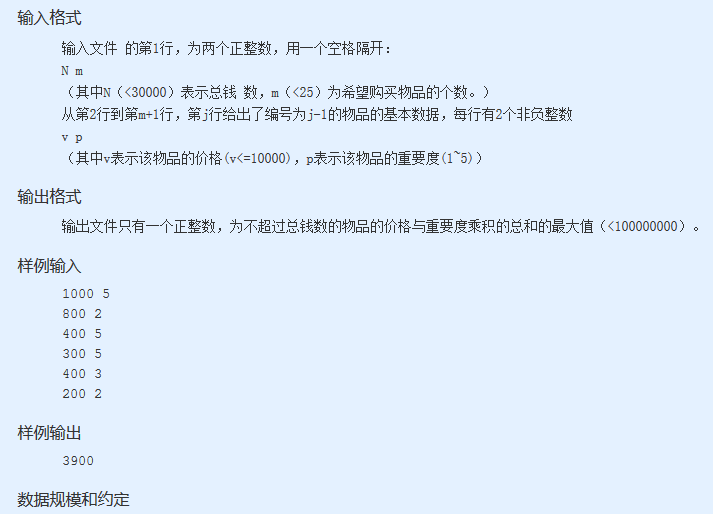 输入格式
输入文件 的第1行，为两个正整数，用一个空格隔开：
N m
（其中N（<30000）表示总钱 数，m（<25）为希望购买物品的个数。）
从第2行到第m+1行，第j行给出了编号为j-1的物品的基本数据，每行有2个非负整数
v p
（其中v表示该物品的价格(v<=10000)，p表示该物品的重要度(1~5)）
输出格式
输出文件只有一个正整数，为不超过总钱数的物品的价格与重要度乘积的总和的最大值（<100000000）。
样例输入
1000 5
800 2
400 5
300 5
400 3
200 2
样例输出
3900
数据规模和约定